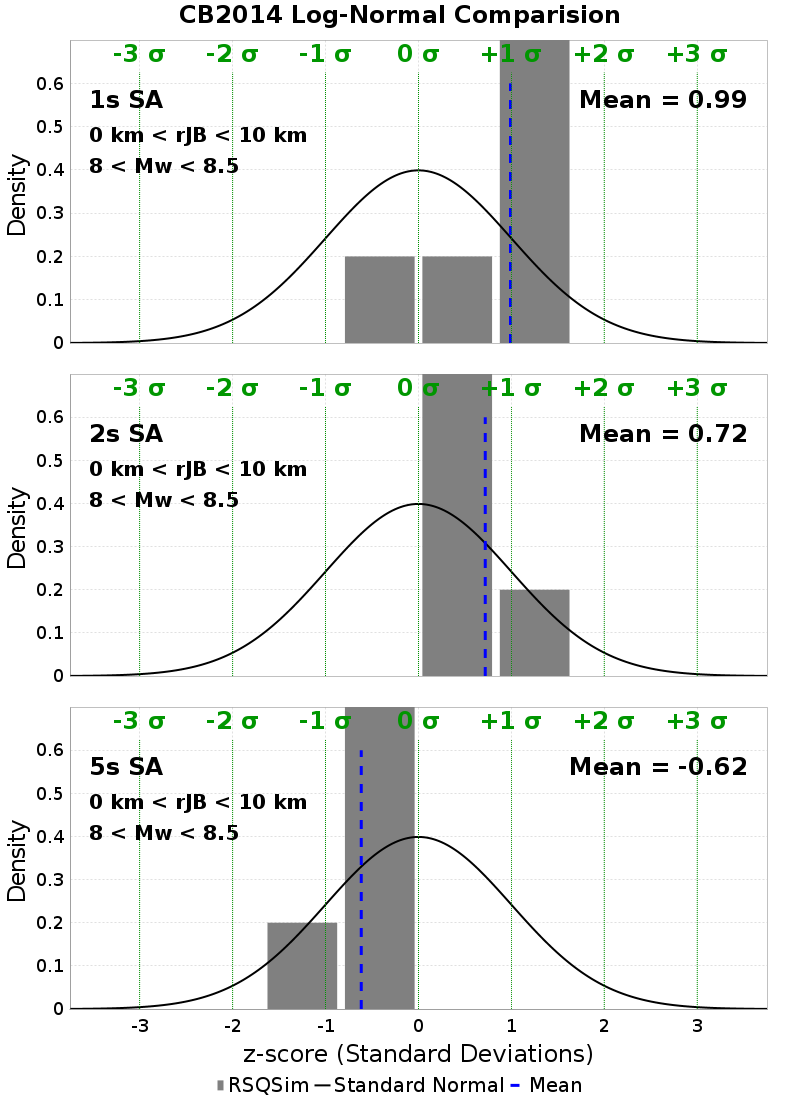 CB2014 Log-Normal Comparision
-3 σ -2 σ -1 σ 0 σ +1 σ +2 σ +3 σ
1s SA
Mean = 0.99
0 km < rJB < 10 km
8 < Mw < 8.5
Density
0.6
0.5
0.4
0.3
0.2
0.1
0
-3 σ -2 σ -1 σ 0 σ +1 σ +2 σ +3 σ
2s SA
Mean = 0.72
0 km < rJB < 10 km
8 < Mw < 8.5
Density
0.6
0.5
0.4
0.3
0.2
0.1
0
-3 σ -2 σ -1 σ 0 σ +1 σ +2 σ +3 σ
5s SA
Mean = -0.62
0 km < rJB < 10 km
8 < Mw < 8.5
Density
0.6
0.5
0.4
0.3
0.2
0.1
0
-3 -2 -1 0 1 2 3
z-score (Standard Deviations)
RSQSim Standard Normal Mean